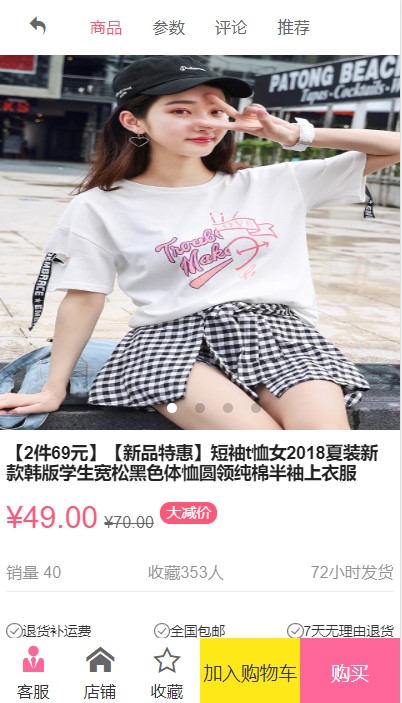 商品 参数 评论 推荐
PATONG BEACH
Tapas - Cocktails -
LOVE
Trouble
Make
EMBRACE
【2件69元】【新品特惠】短袖t恤女2018夏装新
款韩版学生宽松黑色体恤圆领纯棉半袖上衣服
¥49.00 ¥70.00 大减价
销量 40 收藏353人 72小时发货
退货补运费 全国包邮 7天无理由退货
客服 店铺 收藏 加入购物车 购买